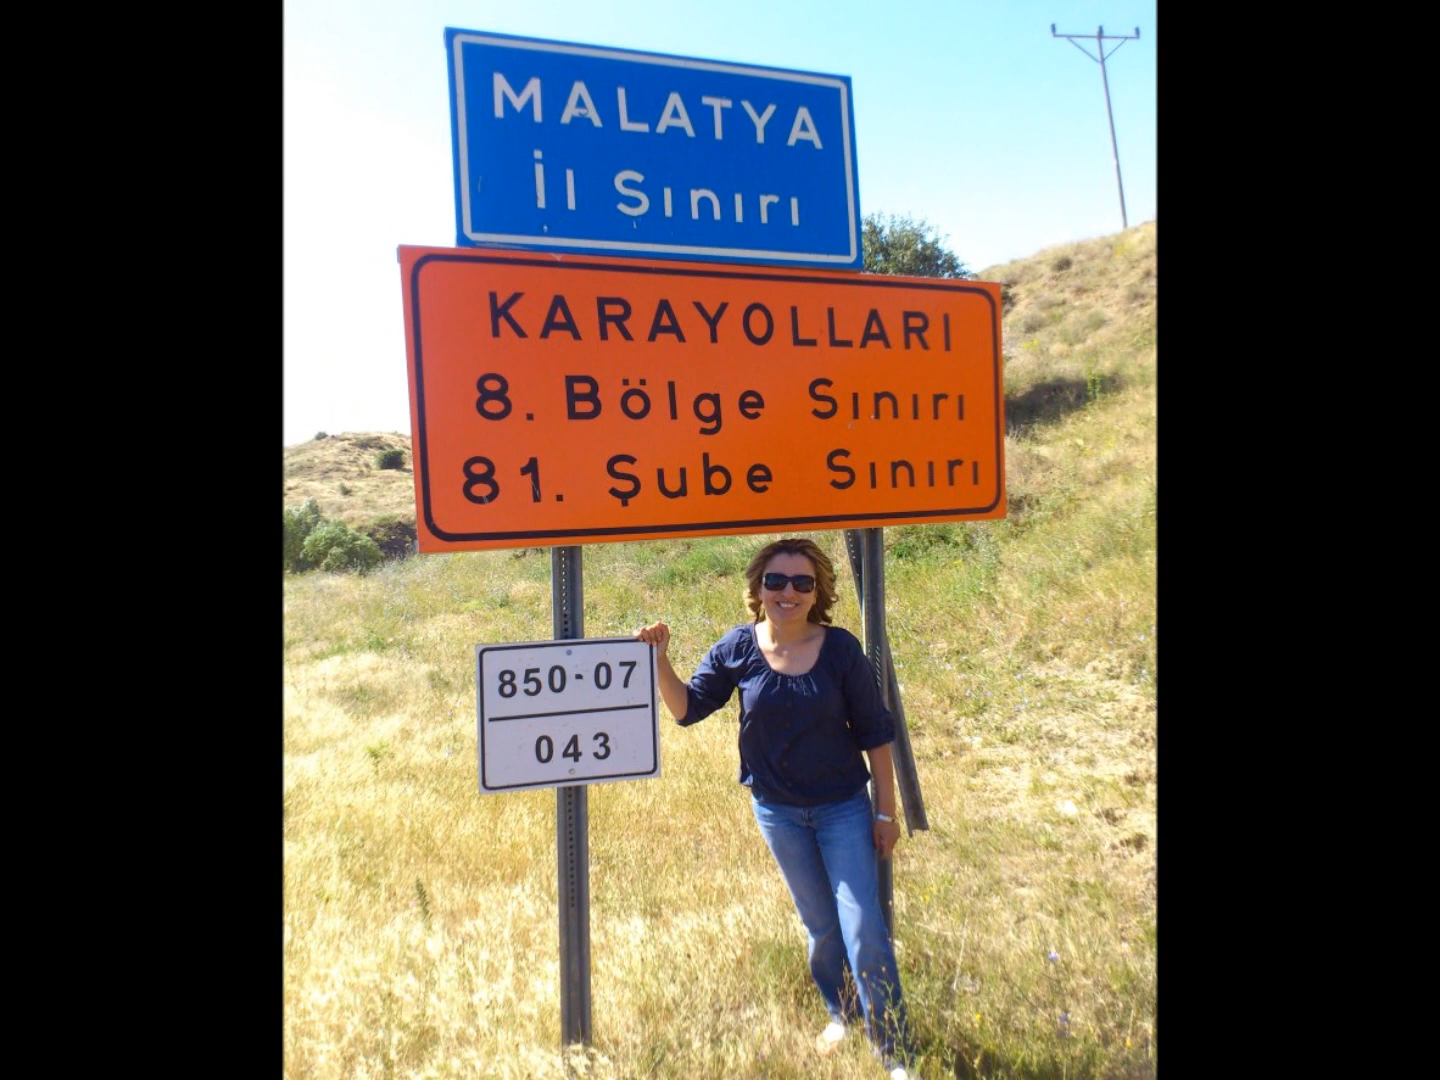 MALATYA
İl Sınırı
KARAYOLLARI
8. Bölge Sınırı
81. Şube Sınırı
850-07
043